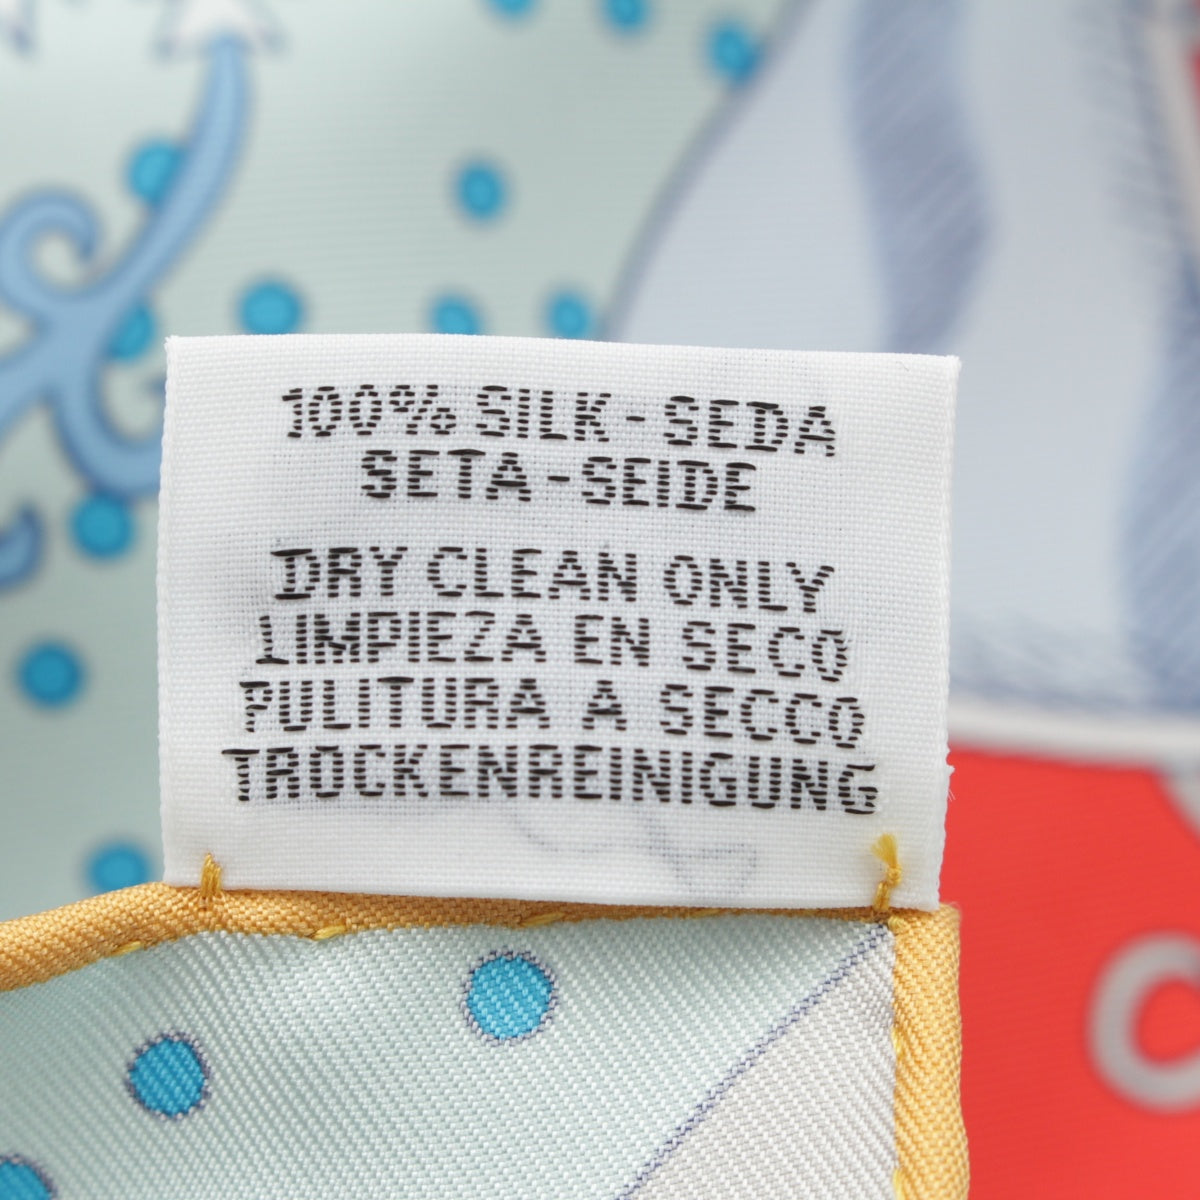 100% SILK - SEDA
SETA - SEIDE
DRY CLEAN ONLY
LIMPIEZA EN SECO
PULITURA A SECCO
TROCKENREINIGUNG